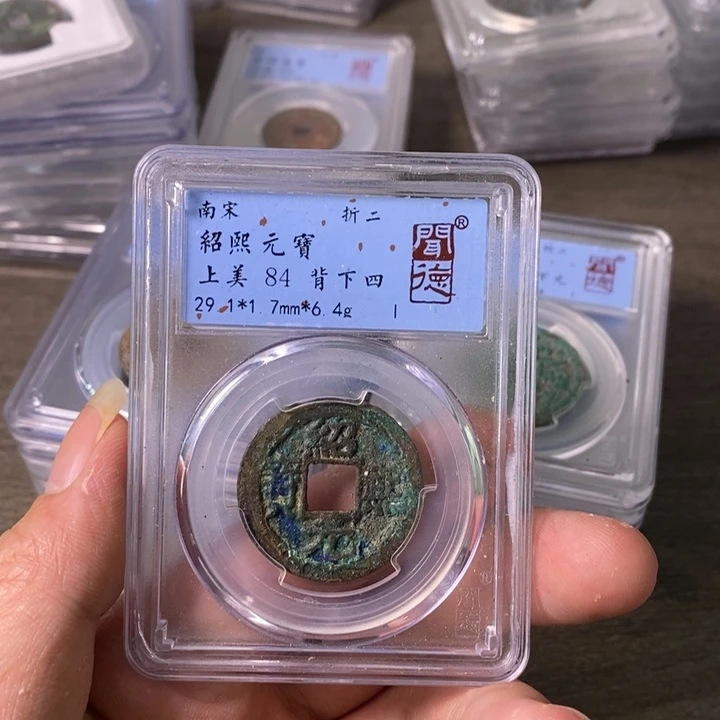 南宋 折二
紹熙元寶
上美 84 背下四
29.1*1.7mm*6.4g
聞德®
紹熙元寶